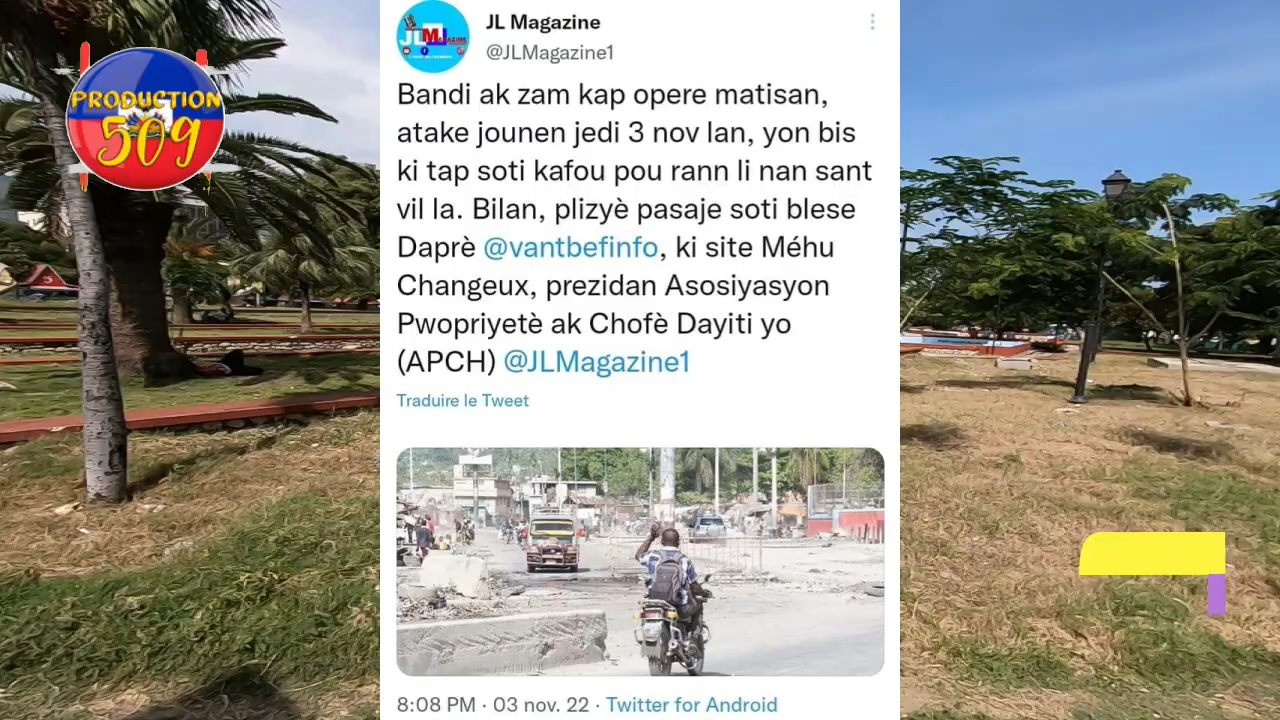 PRODUCTION
509
JL Magazine
@JLMagazine1
Bandi ak zam kap opere matisan,
atake jounen jedi 3 nov lan, yon bis
ki tap soti kafou pou rann li nan sant
vil la. Bilan, plizyè pasaje soti blese
Daprè @vantbefinfo, ki site Méhu
Changeux, prezidan Asosiyasyon
Pwopriyetè ak Chofè Dayiti yo
(APCH) @JLMagazine1
Traduire le Tweet
8:08 PM · 03 nov. 22 · Twitter for Android